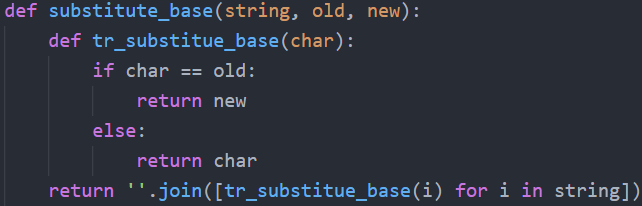 def substitute_base(string, old, new):
    def tr_substitue_base(char):
        if char == old:
            return new
        else:
            return char
    return ''.join([tr_substitue_base(i) for i in string])